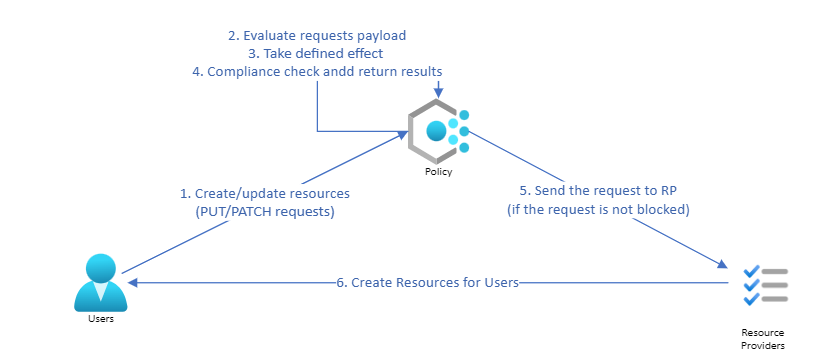 2. Evaluate requests payload
3. Take defined effect
4. Compliance check andd return results
Policy
1. Create/update resources
(PUT/PATCH requests)
5. Send the request to RP
(if the request is not blocked)
6. Create Resources for Users
Users
Resource
Providers